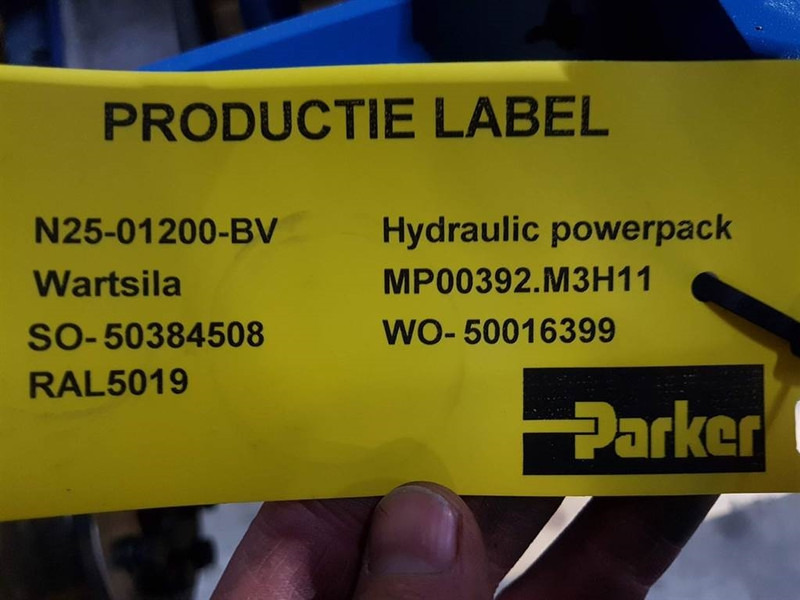 PRODUCTIE LABEL
N25-01200-BV
Hydraulic powerpack
Wartsila
MP00392.M3H11
SO- 50384508
WO- 50016399
RAL5019
Parker